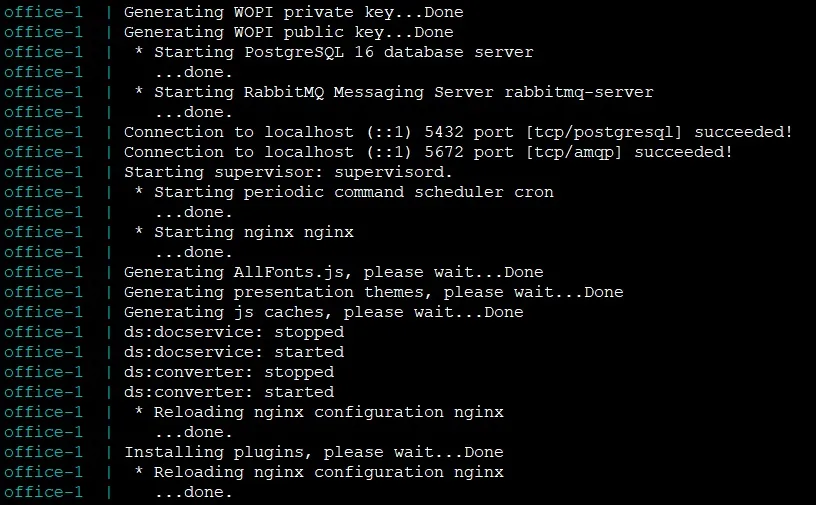 office-1  | Generating WOPI private key...Done
office-1  | Generating WOPI public key...Done
office-1  |  * Starting PostgreSQL 16 database server
office-1  |    ...done.
office-1  |  * Starting RabbitMQ Messaging Server rabbitmq-server
office-1  |    ...done.
office-1  | Connection to localhost (::1) 5432 port [tcp/postgresql] succeeded!
office-1  | Connection to localhost (::1) 5672 port [tcp/amqp] succeeded!
office-1  | Starting supervisor: supervisord.
office-1  |  * Starting periodic command scheduler cron
office-1  |    ...done.
office-1  |  * Starting nginx nginx
office-1  |    ...done.
office-1  | Generating AllFonts.js, please wait...Done
office-1  | Generating presentation themes, please wait...Done
office-1  | Generating js caches, please wait...Done
office-1  | ds:docservice: stopped
office-1  | ds:docservice: started
office-1  | ds:converter: stopped
office-1  | ds:converter: started
office-1  |  * Reloading nginx configuration nginx
office-1  |    ...done.
office-1  | Installing plugins, please wait...Done
office-1  |  * Reloading nginx configuration nginx
office-1  |    ...done.